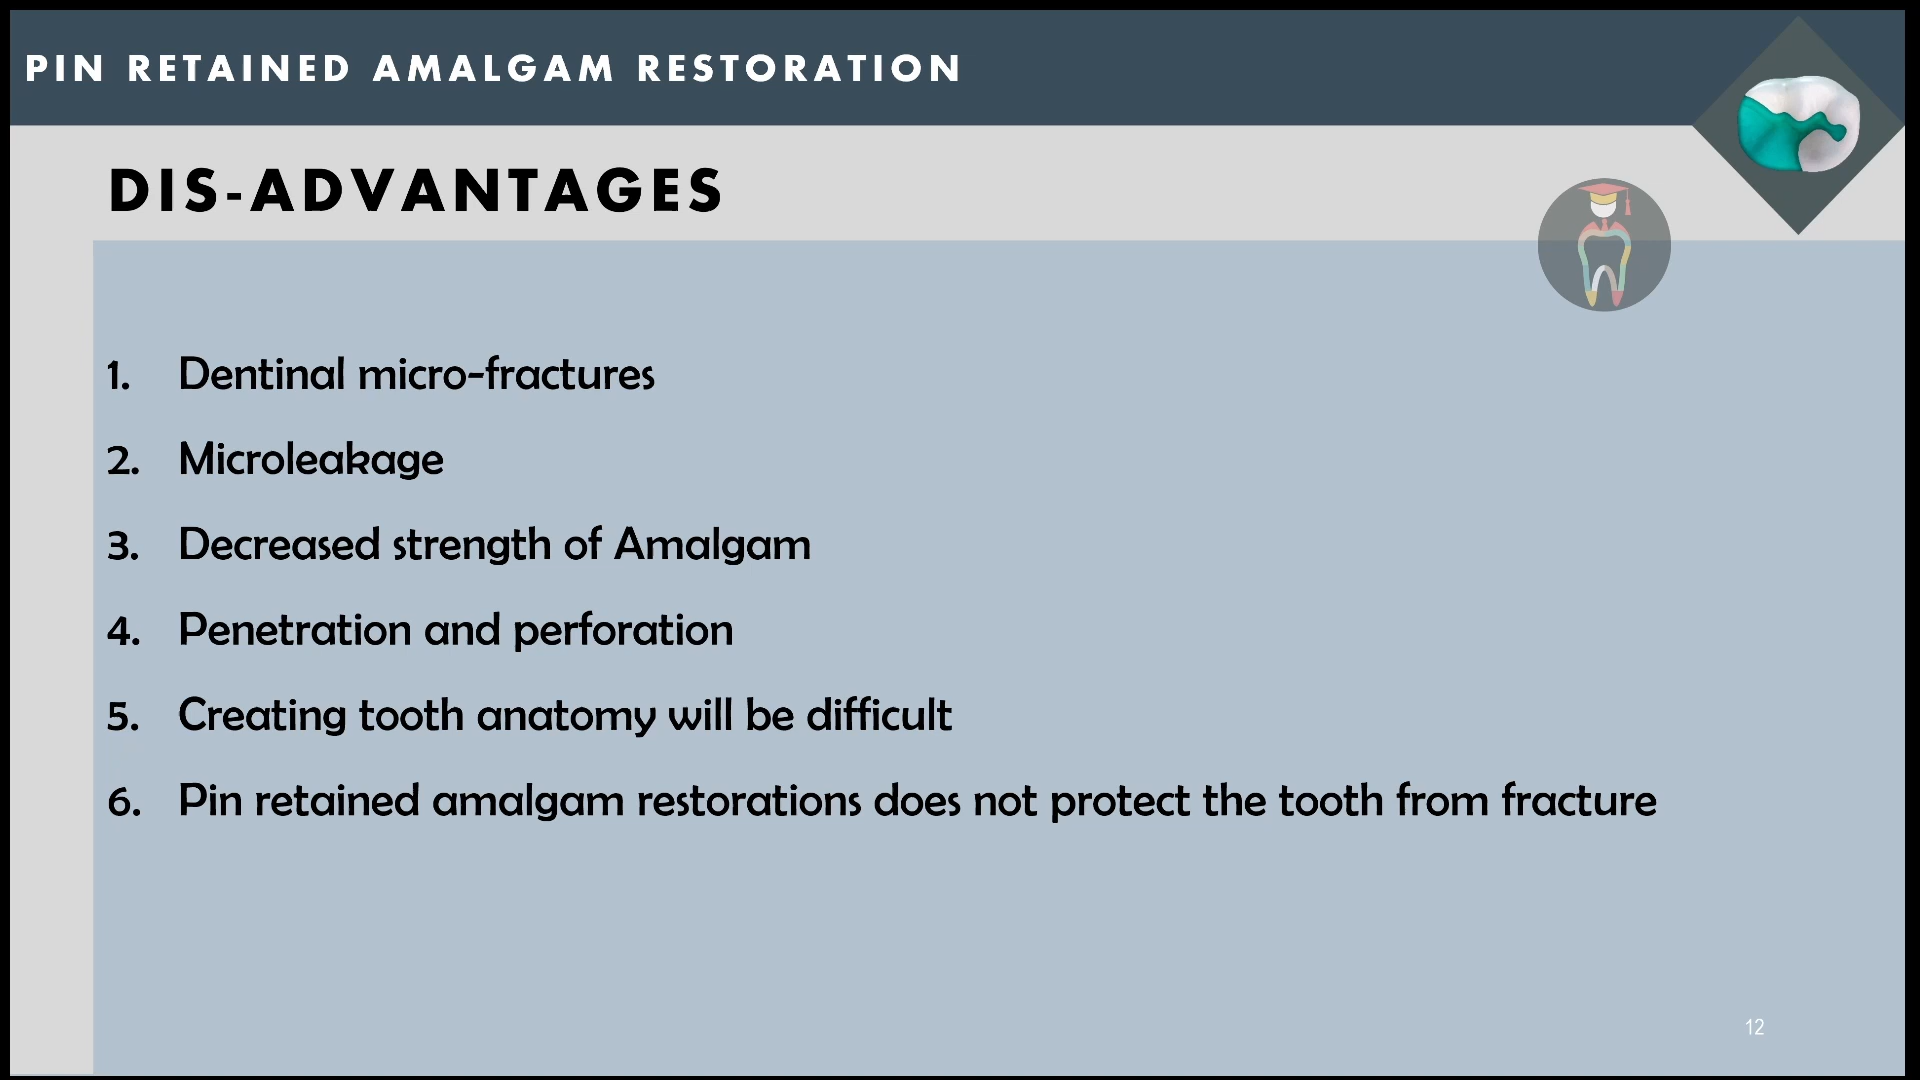 PIN RETAINED AMALGAM RESTORATION
DIS-ADVANTAGES
1. Dentinal micro-fractures
2. Microleakage
3. Decreased strength of Amalgam
4. Penetration and perforation
5. Creating tooth anatomy will be difficult
6. Pin retained amalgam restorations does not protect the tooth from fracture
12